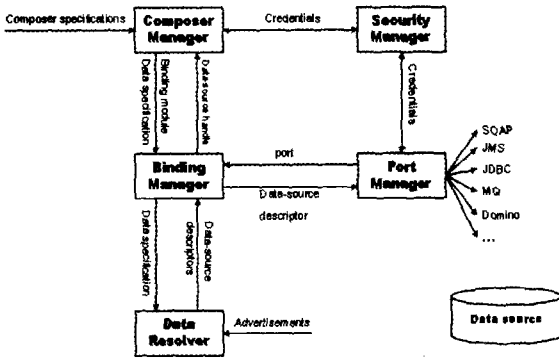 Composer specifications
Composer
Manager
Credentials
Security
Manager
Data specification
Binding module
Data-source handle
Credentials
Binding
Manager
port
Data-source
descriptor
Port
Manager
SQAP
JMS
JDBC
MQ
Domino
...
Data specification
Data-source
descriptors
Data
Resolver
Advertisements
Data source